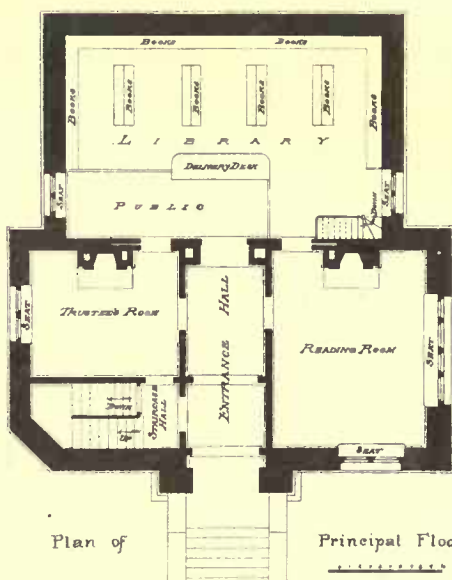 BOOKS BOOKS
BOOKS BOOKS BOOKS BOOKS BOOKS BOOKS
LIBRARY
DELIVERY DESK
SEAT PUBLIC DOWN SEAT
TRUSTEE'S ROOM
ENTRANCE HALL
READING ROOM
SEAT
SEAT
STAIRCASE HALL
DOWN
UP
SEAT
Plan of Principal Floo